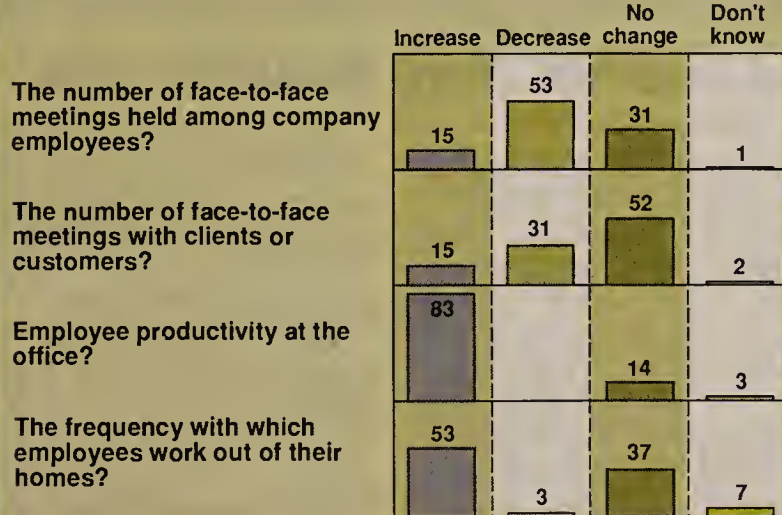 No Don't
Increase Decrease change know
The number of face-to-face
meetings held among company
employees?
15 53 31 1
The number of face-to-face
meetings with clients or
customers?
15 31 52 2
Employee productivity at the
office?
83 14 3
The frequency with which
employees work out of their
homes?
53 3 37 7